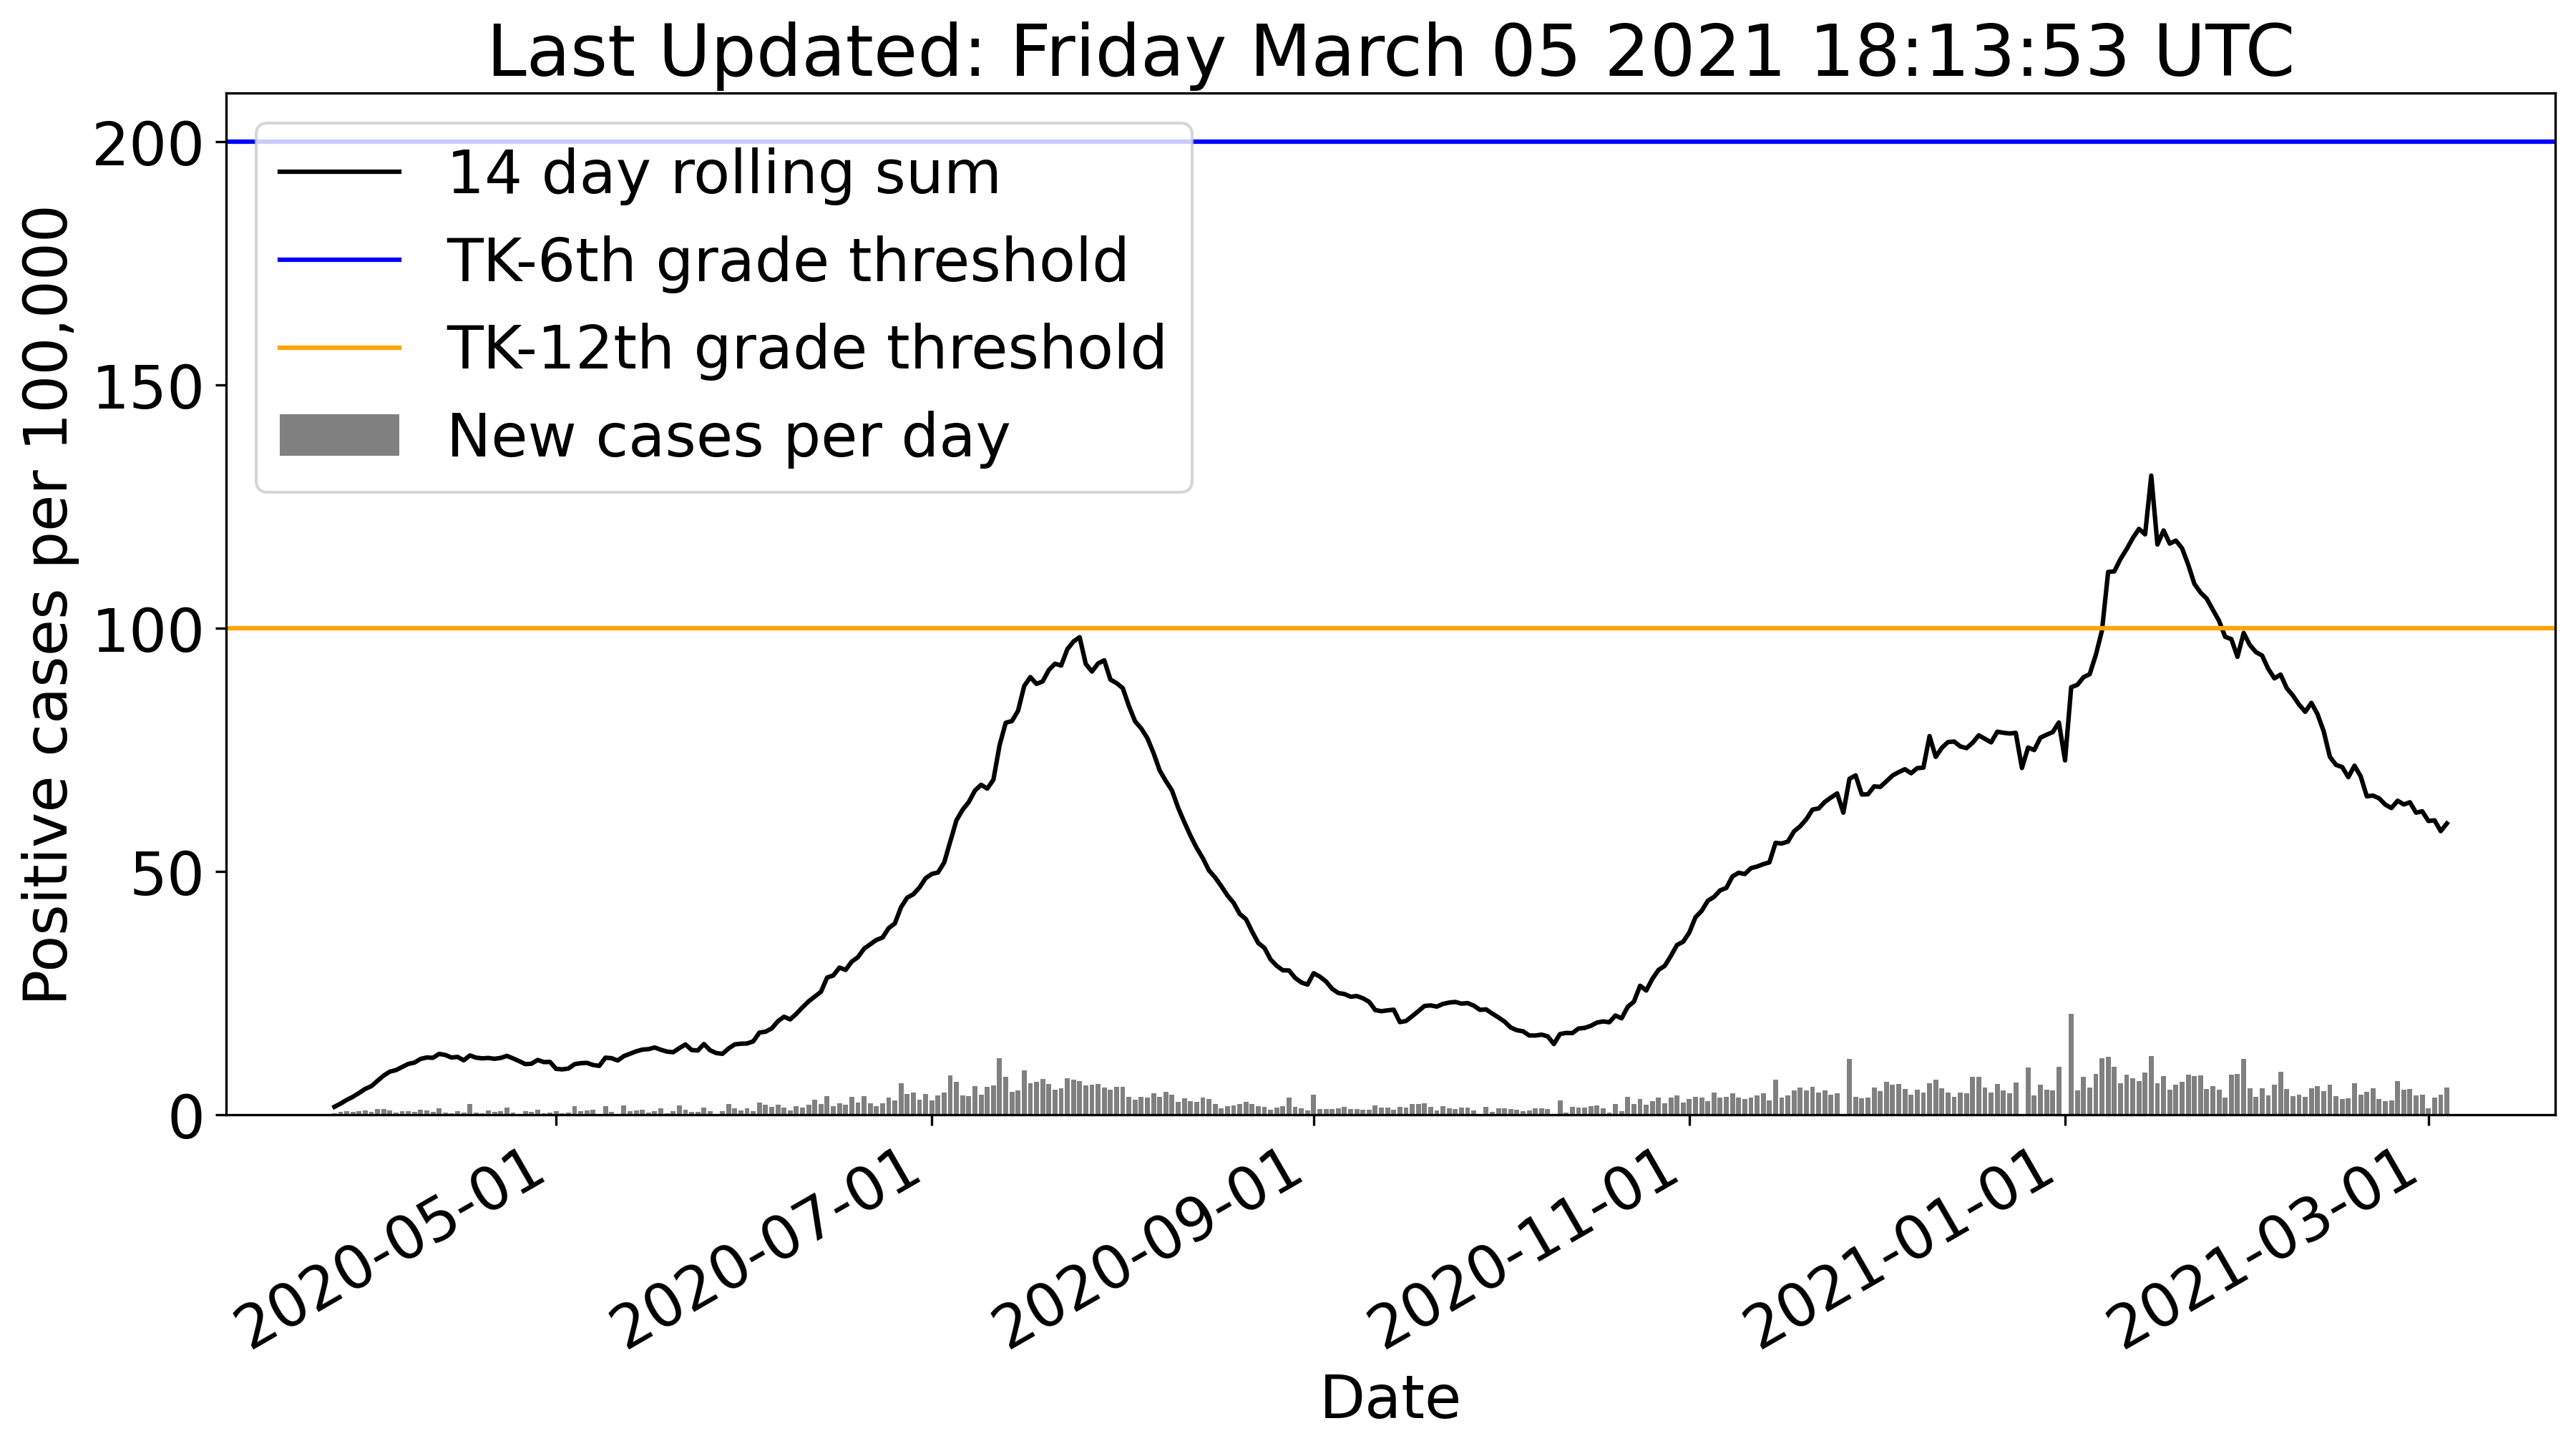 Last Updated: Friday March 05 2021 18:13:53 UTC
200
150
100
50
0
Positive cases per 100,000
14 day rolling sum
TK-6th grade threshold
TK-12th grade threshold
New cases per day
2020-05-01
2020-07-01
2020-09-01
2020-11-01
2021-01-01
2021-03-01
Date